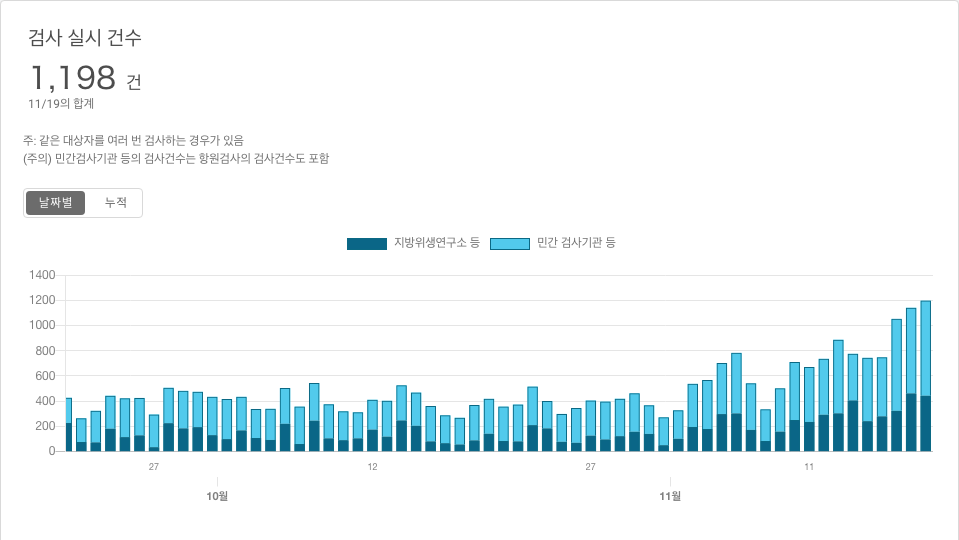 검사 실시 건수
1,198 건
11/19의 합계
주: 같은 대상자를 여러 번 검사하는 경우가 있음
(주의) 민간검사기관 등의 검사건수는 항원검사의 검사건수도 포함
날짜별 누적
지방위생연구소 등 민간 검사기관 등
1400
1200
1000
800
600
400
200
0
27 12 27 11
10월 11월